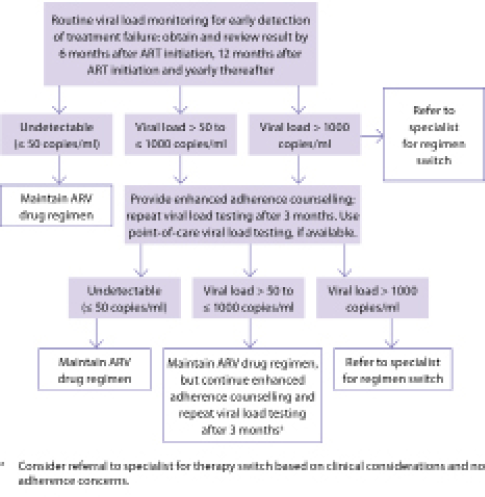 Routine viral load monitoring for early detection
of treatment failure: obtain and review result by
6 months after ART initiation, 12 months after
ART initiation and yearly thereafter
Undetectable
(≤ 50 copies/ml)
Viral load > 50 to
≤ 1000 copies/ml
Viral load > 1000
copies/ml
Refer to
specialist
for regimen
switch
Maintain ARV
drug regimen
Provide enhanced adherence counselling;
repeat viral load testing after 3 months. Use
point-of-care viral load testing, if available.
Undetectable
(≤ 50 copies/ml)
Viral load > 50 to
≤ 1000 copies/ml
Viral load > 1000
copies/ml
Maintain ARV
drug regimen
Maintain ARV drug regimen,
but continue enhanced
adherence counselling and
repeat viral load testing
after 3 months
Refer to specialist
for regimen switch
Consider referral to specialist for therapy switch based on clinical considerations and no
adherence concerns.